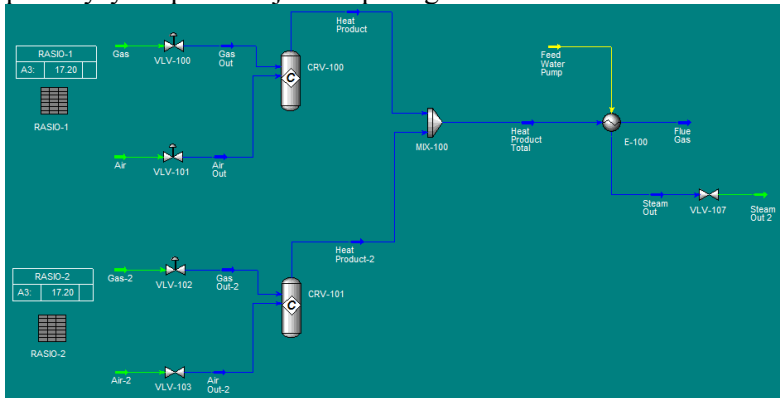 Heat
Product
RASIO-1
A3: 17.20
RASIO-1
Gas
VLV-100
Gas
Out
CRV-100
C
Feed
Water
Pump
Air
VLV-101
Air
Out
MIX-100
Heat
Product
Total
E-100
Flue
Gas
Steam
Out
VLV-107
Steam
Out 2
Heat
Product-2
RASIO-2
A3: 17.20
RASIO-2
Gas-2
VLV-102
Gas
Out-2
CRV-101
C
Air-2
VLV-103
Air
Out-2